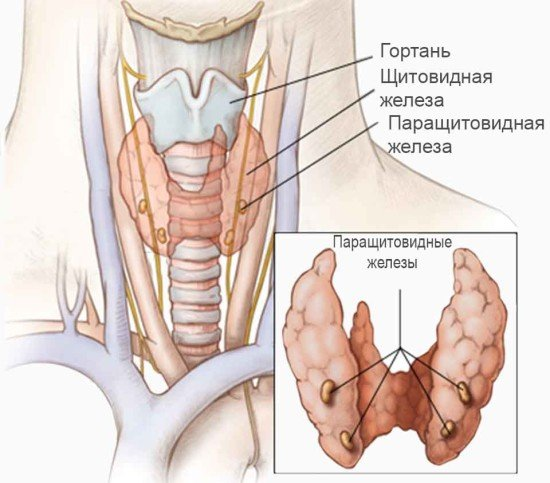 Гортань
Щитовидная
железа
Паращитовидная
железа
Паращитовидные
железы